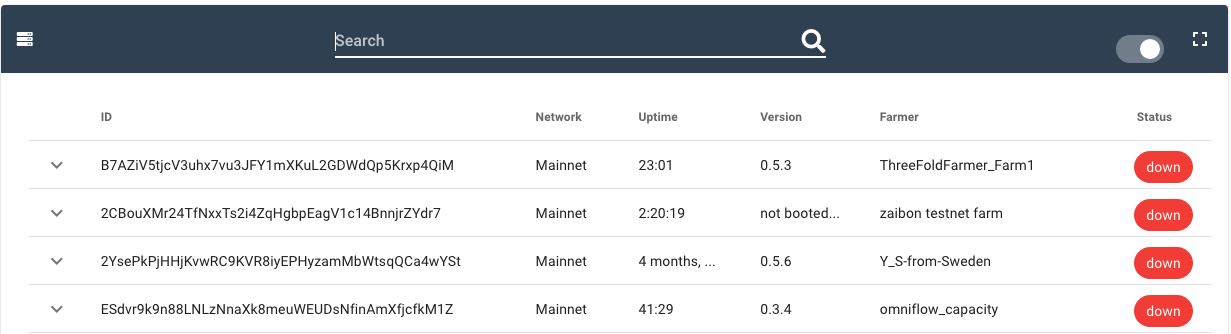 Search
ID Network Uptime Version Farmer Status
B7AZiV5tjcV3uhx7vu3JFY1mXKuL2GDWdQp5Krxp4QiM Mainnet 23:01 0.5.3 ThreeFoldFarmer_Farm1 down
2CBouXMr24TfNxxTs2i4ZqHgbpEagV1c14BnnjrZYdr7 Mainnet 2:20:19 not booted... zaibon testnet farm down
2YsePkPjHHjKvwRC9KVR8iyEPHyzamMbWtsqQCa4wYSt Mainnet 4 months, ... 0.5.6 Y_S-from-Sweden down
ESdvr9k9n88LNLzNnaXk8meuWEUDsNfinAmXfjcfkM1Z Mainnet 41:29 0.3.4 omniflow_capacity down